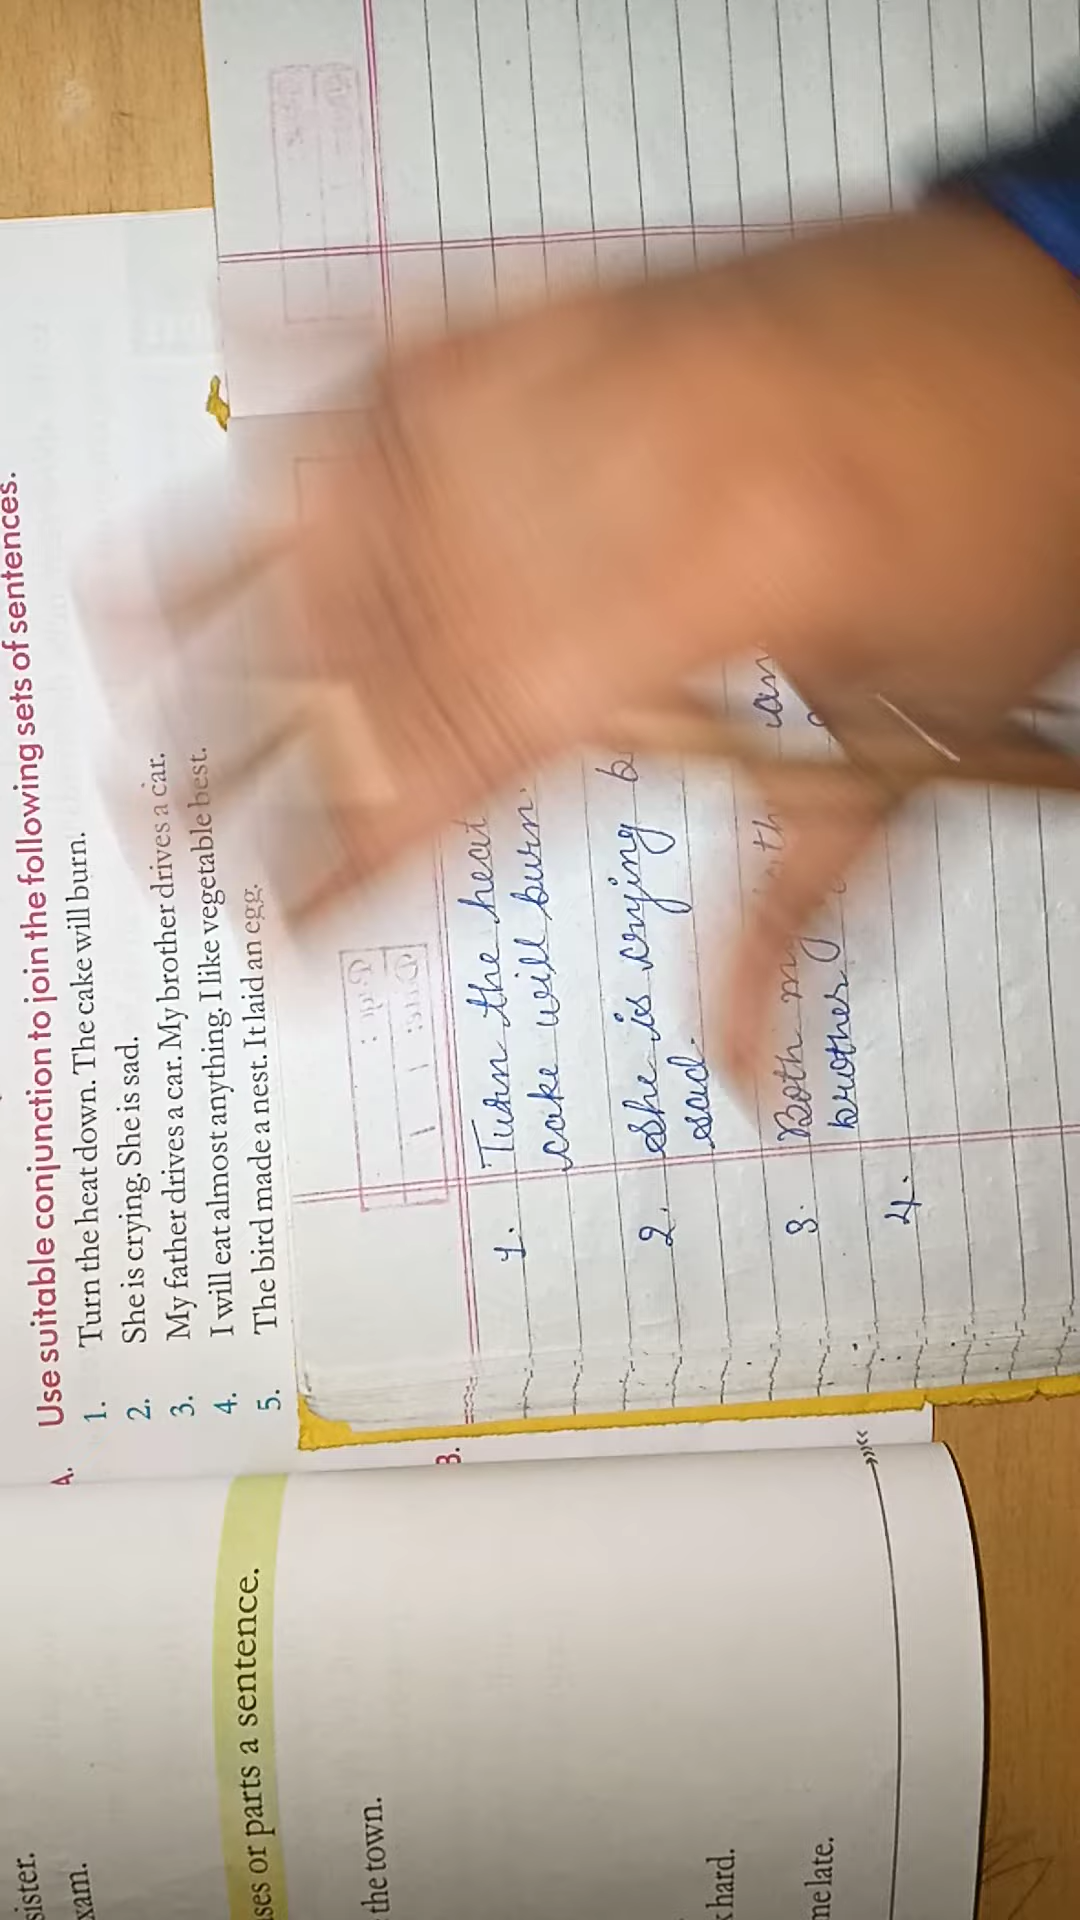 sister.
xam.
ses or parts a sentence.
the town.
hard.
me late.
A. Use suitable conjunction to join the following sets of sentences.
1. Turn the heat down. The cake will burn.
2. She is crying. She is sad.
3. My father drives a car. My brother drives a car.
4. I will eat almost anything. I like vegetable best.
5. The bird made a nest. It laid an egg.
B.
1. Turn the heat
cake will burn.
2. She is crying b
sad.
3. Both my an
brother
4.